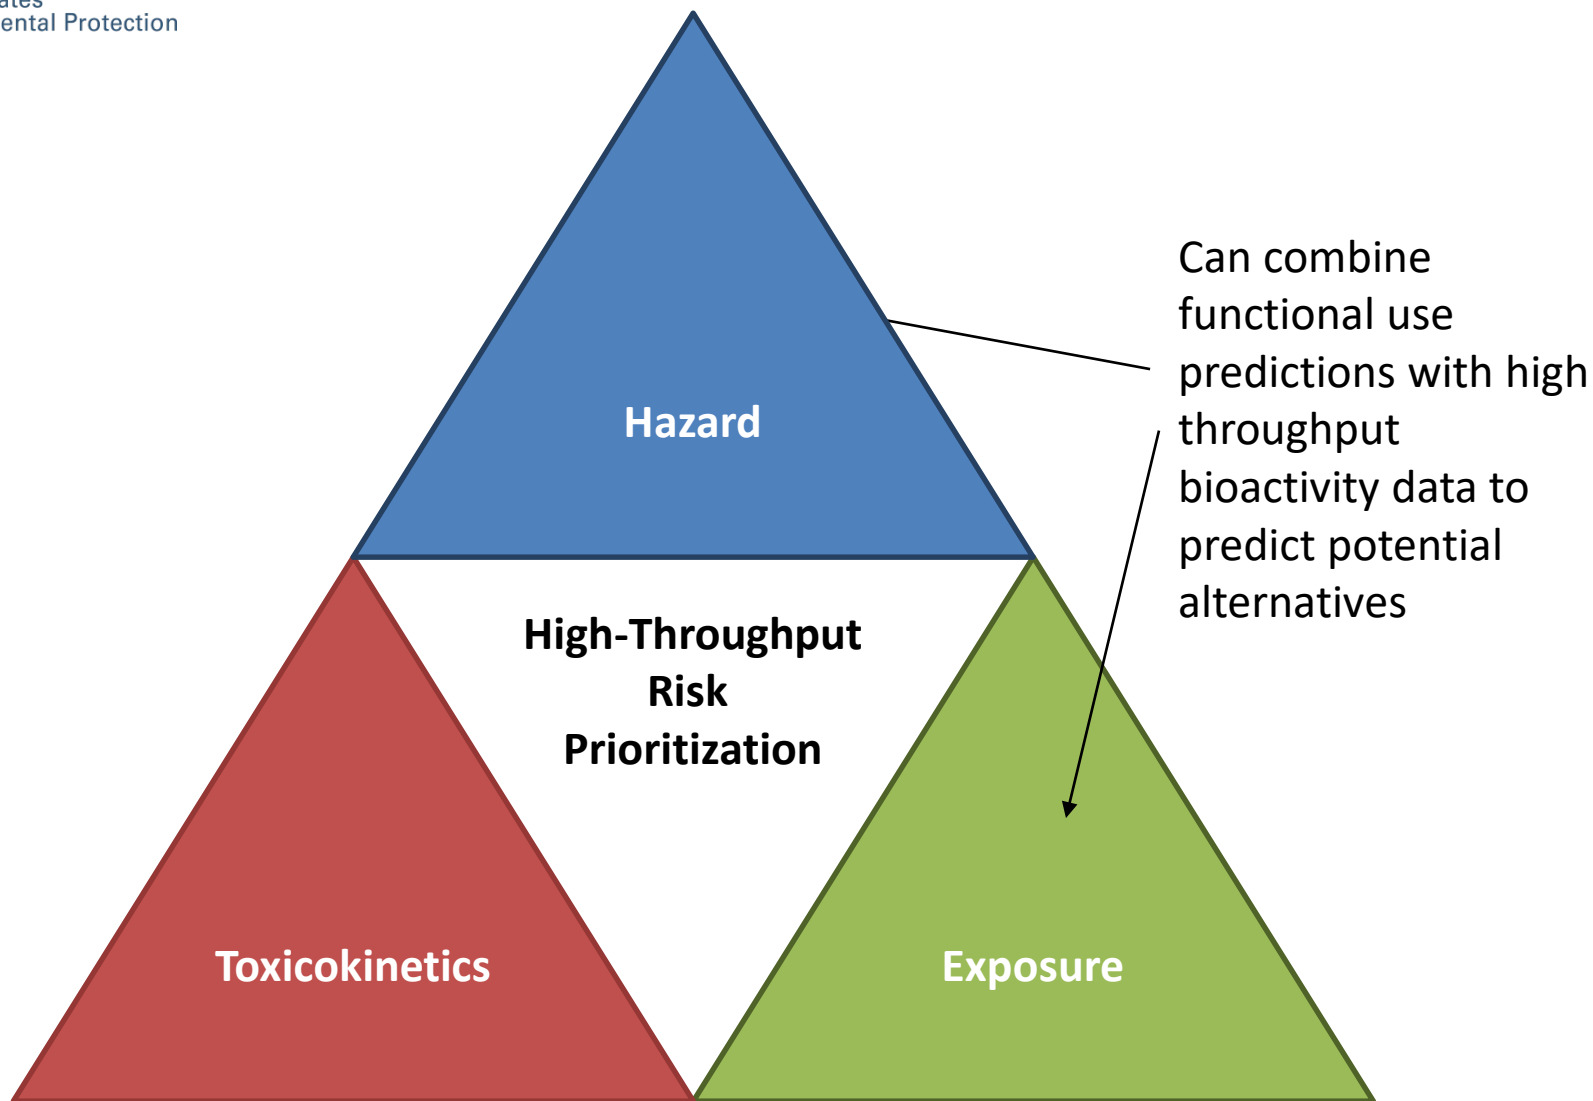 ental Protection
Hazard
Can combine
functional use
predictions with high
throughput
bioactivity data to
predict potential
alternatives
High-Throughput
Risk
Prioritization
Toxicokinetics
Exposure